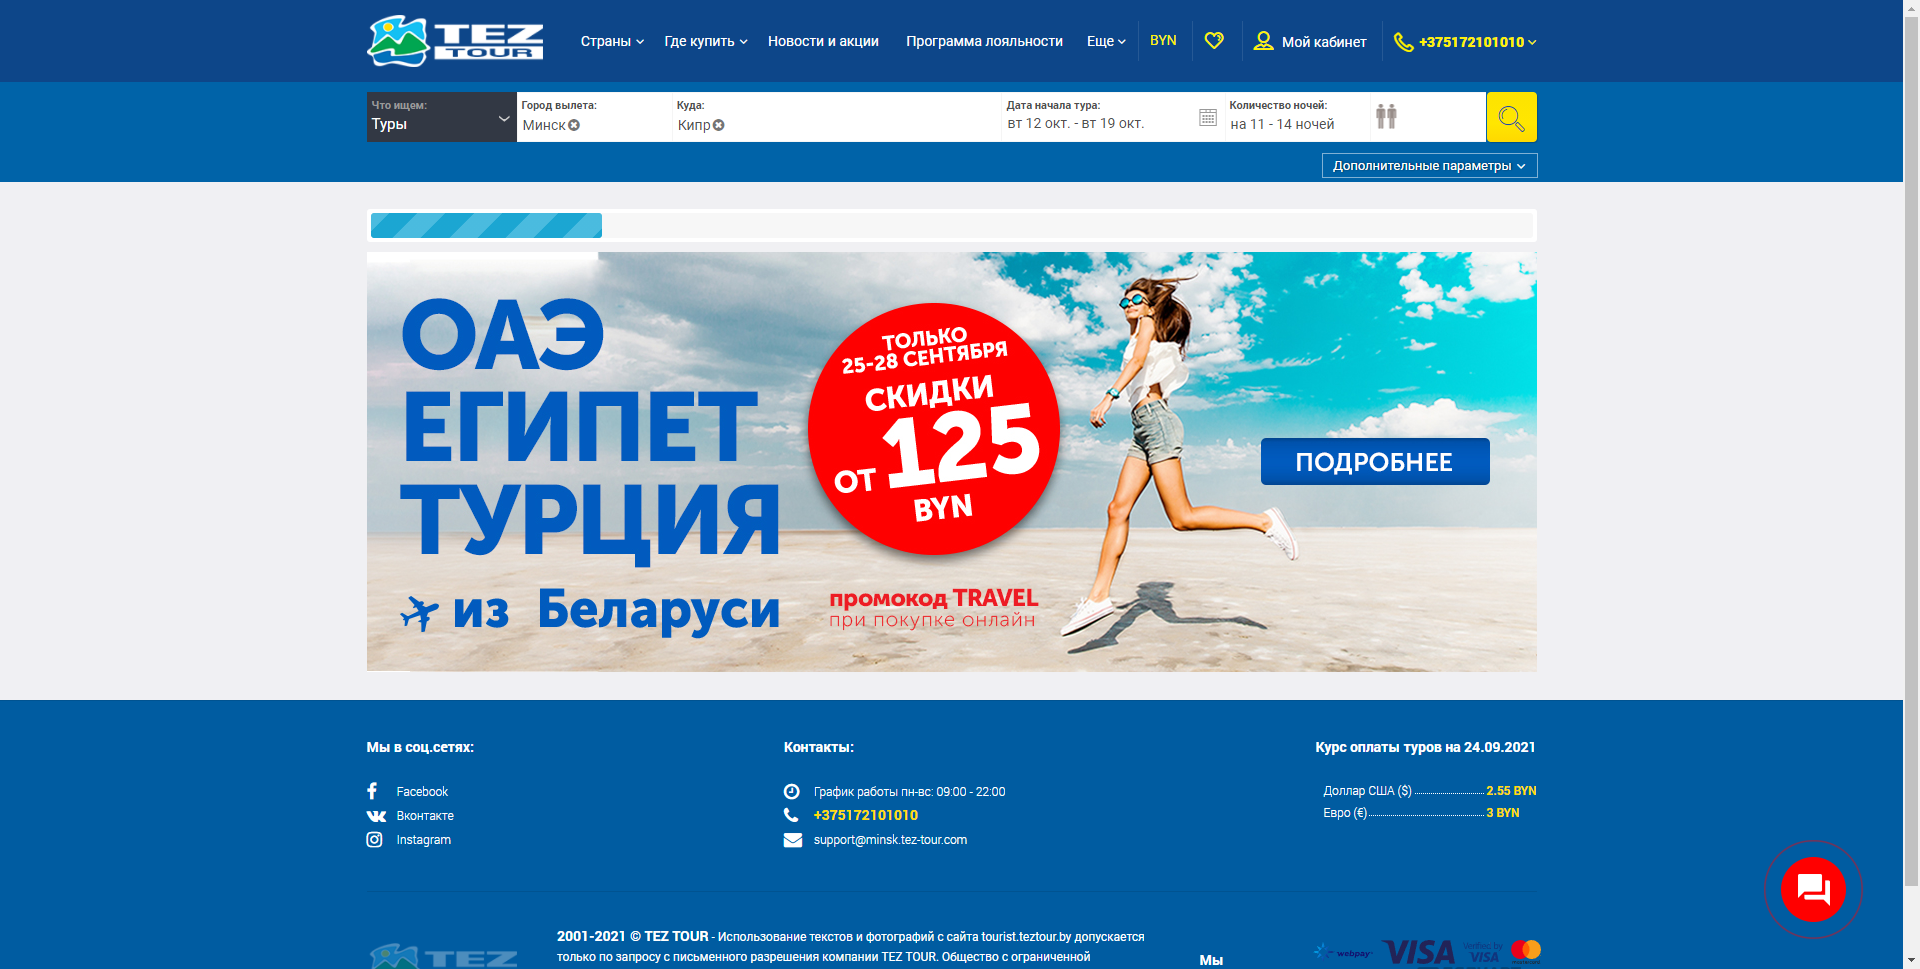 TEZ TOUR
Страны
Где купить
Новости и акции
Программа лояльности
Еще
BYN
Мой кабинет
+375172101010
Что ищем:
Туры
Город вылета:
Минск
Куда:
Кипр
Дата начала тура:
вт 12 окт. - вт 19 окт.
Количество ночей:
на 11 - 14 ночей
Дополнительные параметры
ОАЭ
ЕГИПЕТ
ТУРЦИЯ
из Беларуси
ТОЛЬКО
25-28 СЕНТЯБРЯ
СКИДКИ
ОТ 125
BYN
промокод TRAVEL
при покупке онлайн
ПОДРОБНЕЕ
Мы в соц.сетях:
Facebook
Вконтакте
Instagram
Контакты:
График работы пн-вс: 09:00 - 22:00
+375172101010
support@minsk.tez-tour.com
Курс оплаты туров на 24.09.2021
Доллар США ($) 2.55 BYN
Евро (€) 3 BYN
TEZ
2001-2021 © TEZ TOUR - Использование текстов и фотографий с сайта tourist.teztour.by допускается
только по запросу с письменного разрешения компании TEZ TOUR. Общество с ограниченной
Мы
webpay
VISA
Verified by
VISA